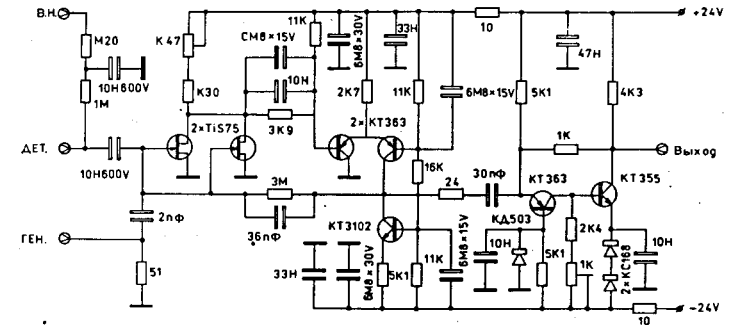 В.Н.
К 47
СМ8×15V
11К
6М8×30V
33Н
10
+24V
47Н
М20
10Н600V
1М
К30
10Н
2К7
11К
6М8×15V
5К1
4К3
2×TiS75
3К9
2× КТ363
1К
ДЕТ.
Выход
10Н600V
16К
30пФ
КТ363
КТ355
3М
24
2пФ
36пФ
КТ3102
6М8×15V
КД503
2К4
ГЕН.
10Н
10Н
51
33Н
6М8×30V
5К1
11К
5К1
1К
2×КС168
10
−24V